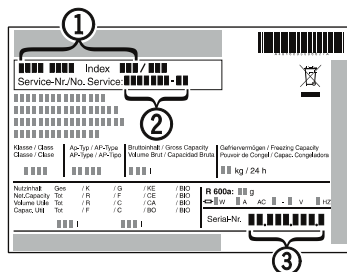 1
Index /
Service-Nr./No. Service: -
2
Klasse / Class
Classe / Clase
Ap-Typ / AP-Type
AP-Type / AP-Tipo
Bruttoinhalt / Gross Capacity
Volume Brut / Capacidad Bruta
l
Gefriervermögen / Freezing Capacity
Pouvoir de Congel / Capac. Congeladora
kg / 24 h
Nutzinhalt Ges / K / G / KE / BIO
Net.Capacity Tot / R / F / CE / BIO
Volume Utile Tot / R / C / CA / BIO
Capac, Util Tot / F / C / BO / BIO
l l
R 600a: g
W A AC - V HZ
Serial-Nr. . . .
3